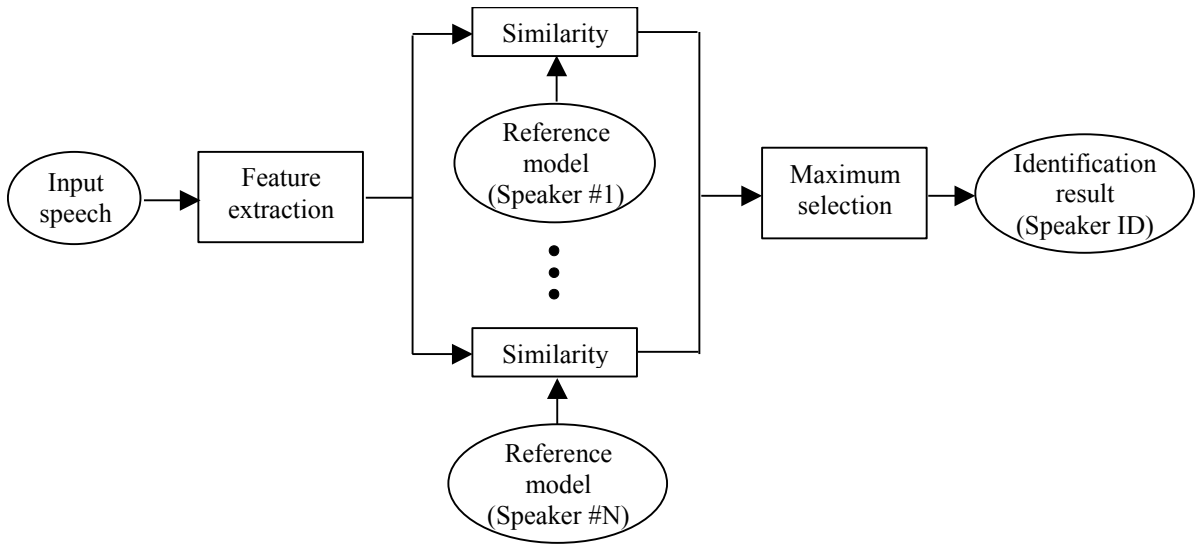 Input
speech
Feature
extraction
Similarity
Reference
model
(Speaker #1)
Similarity
Reference
model
(Speaker #N)
Maximum
selection
Identification
result
(Speaker ID)